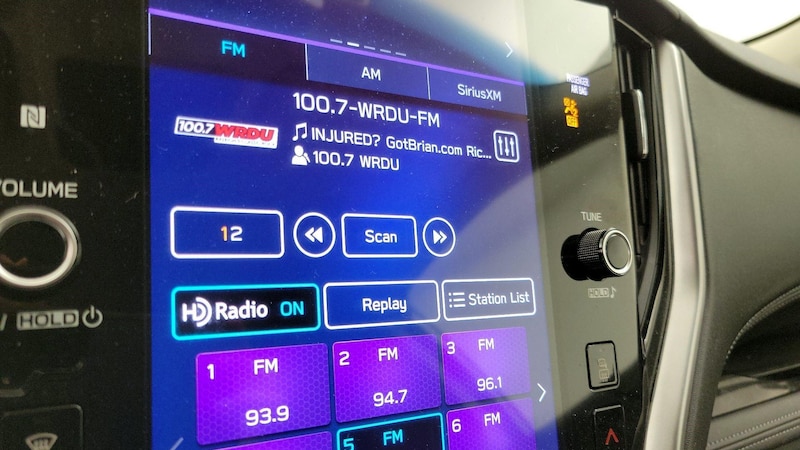 FM
AM
SiriusXM
PASSENGER
AIR BAG
OFF
N
100.7-WRDU-FM
100.7 WRDU
INJURED? GotBrian.com Ric...
100.7 WRDU
VOLUME
TUNE
12
Scan
HOLD
/ HOLD
HD Radio ON
Replay
Station List
1 FM
93.9
2 FM
94.7
3 FM
96.1
5 FM
6 FM